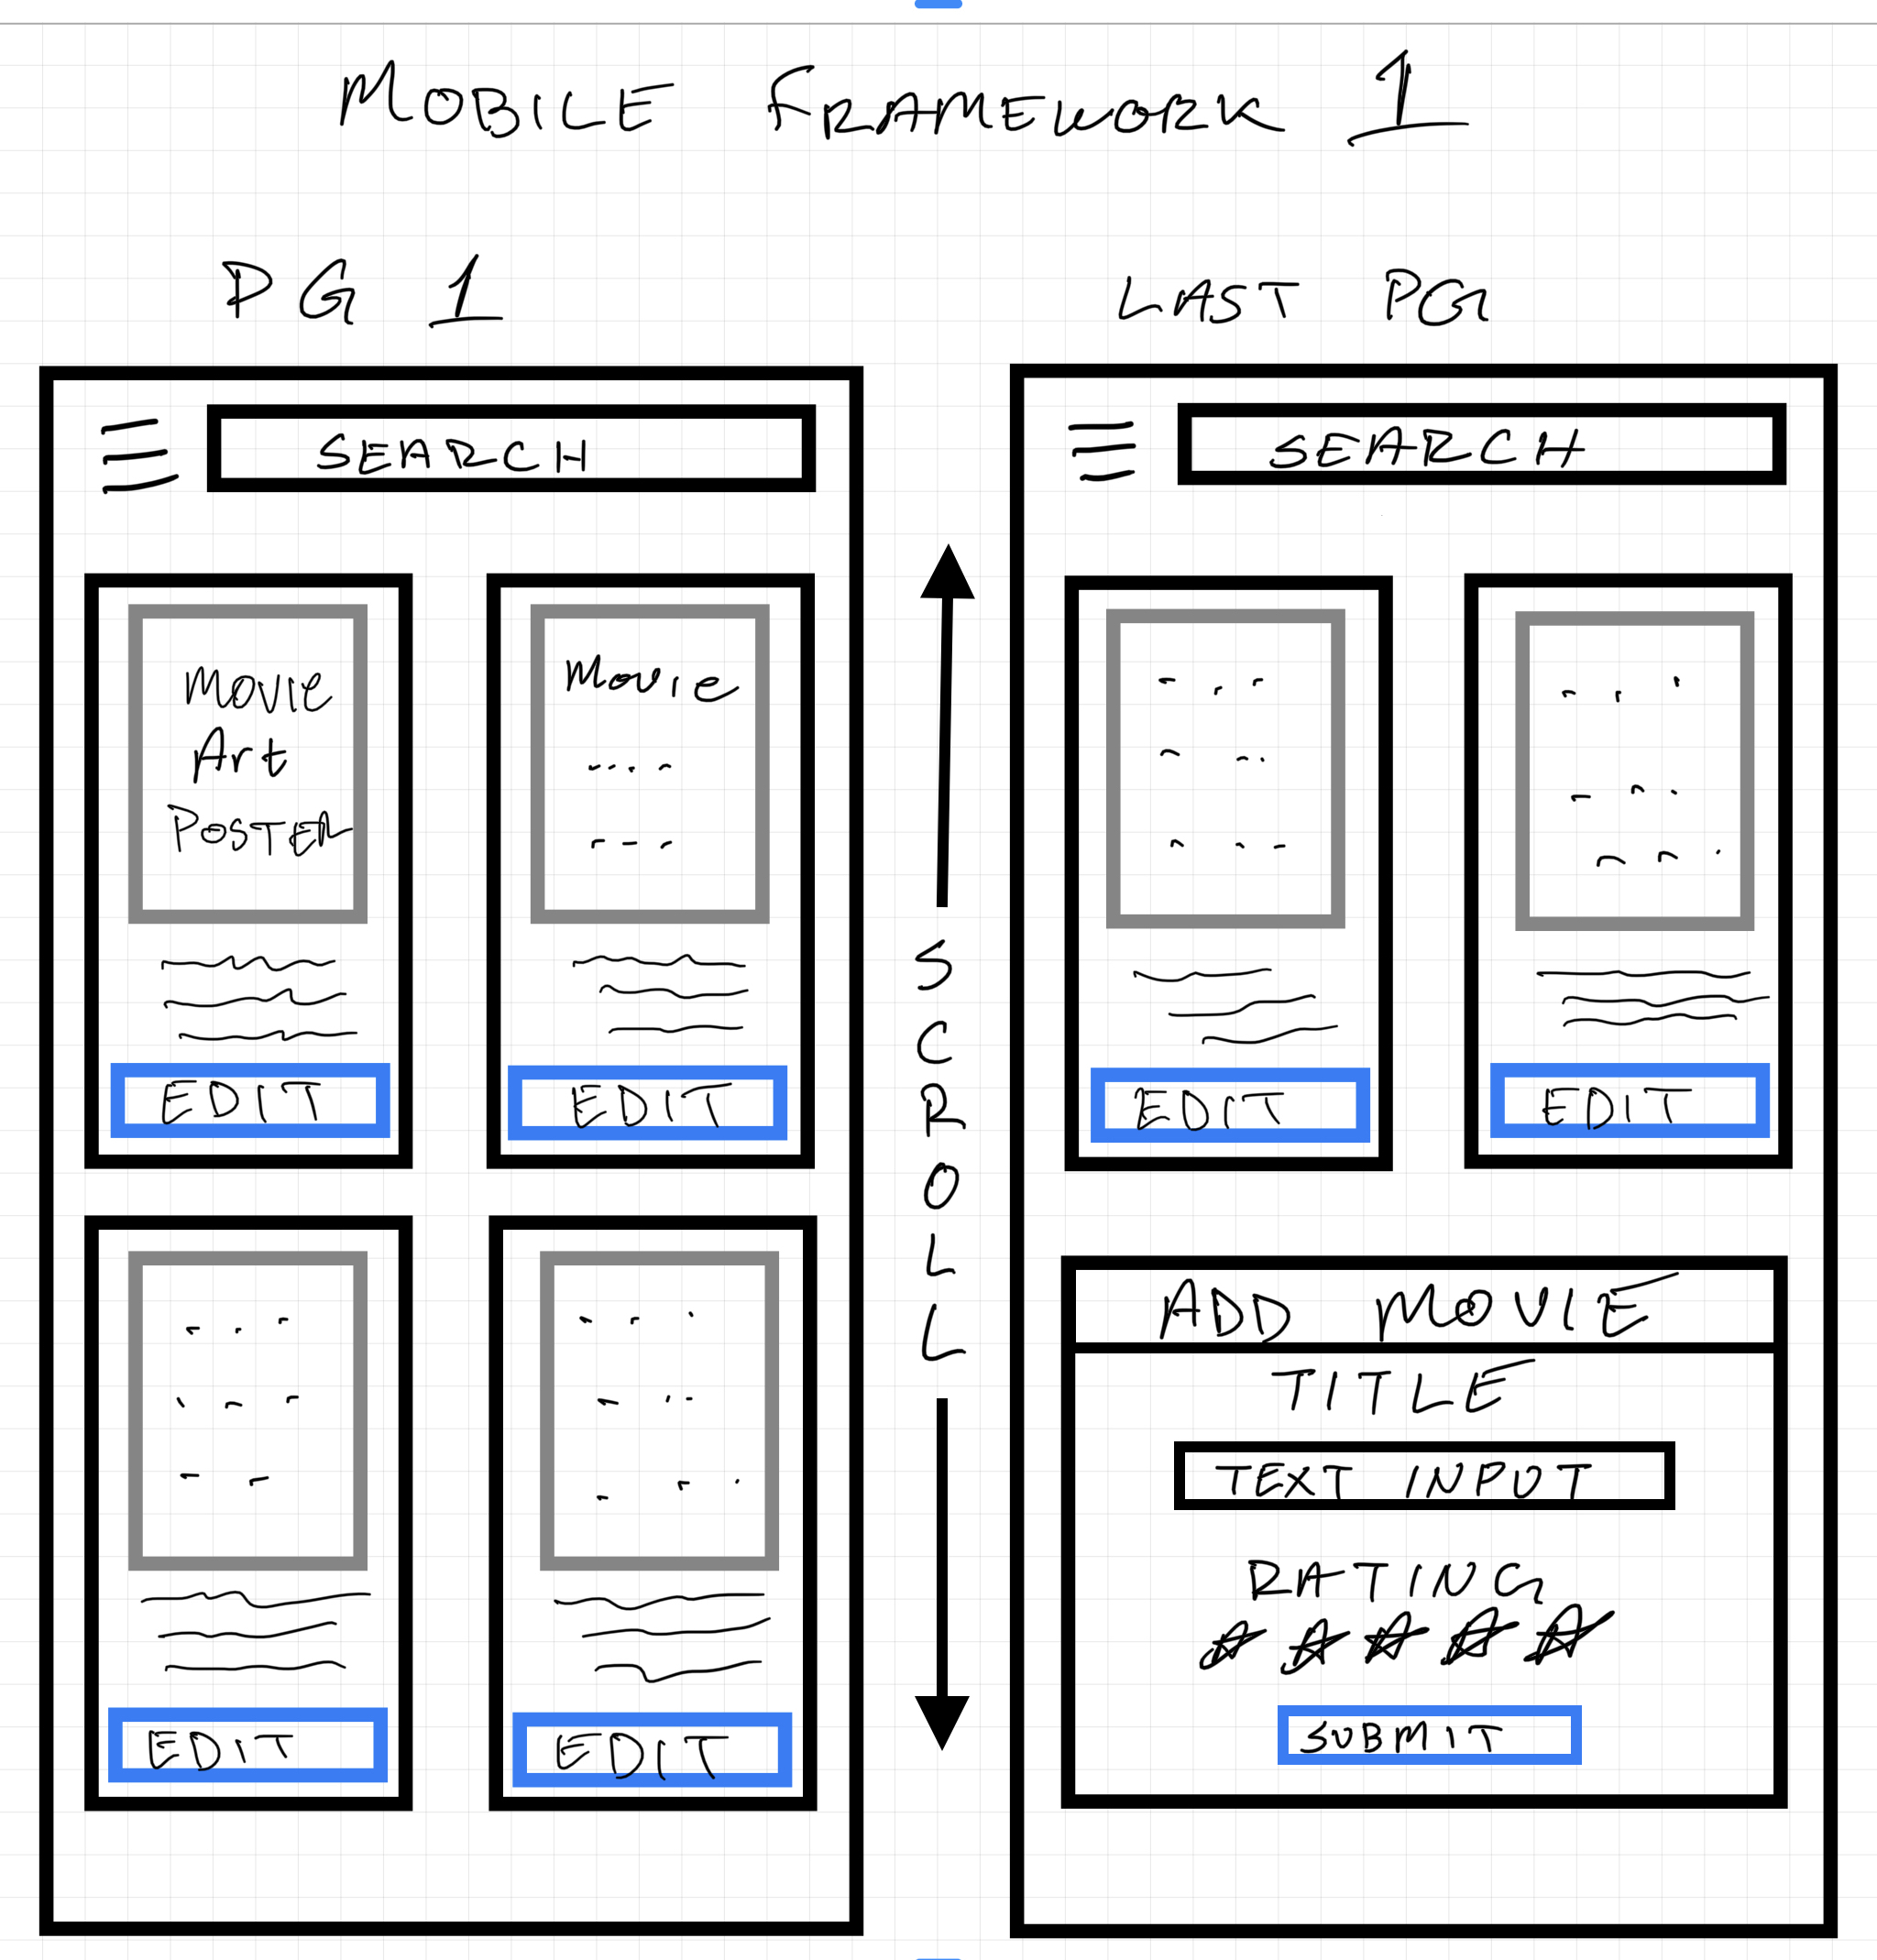 MOBILE FRAMEWORK 1
PG 1
LAST PG
SEARCH
Movie
Art
POSTER
Movie
EDIT
EDIT
EDIT
EDIT
SCROLL
SEARCH
EDIT
EDIT
ADD MOVIE
TITLE
TEXT INPUT
RATING
SUBMIT